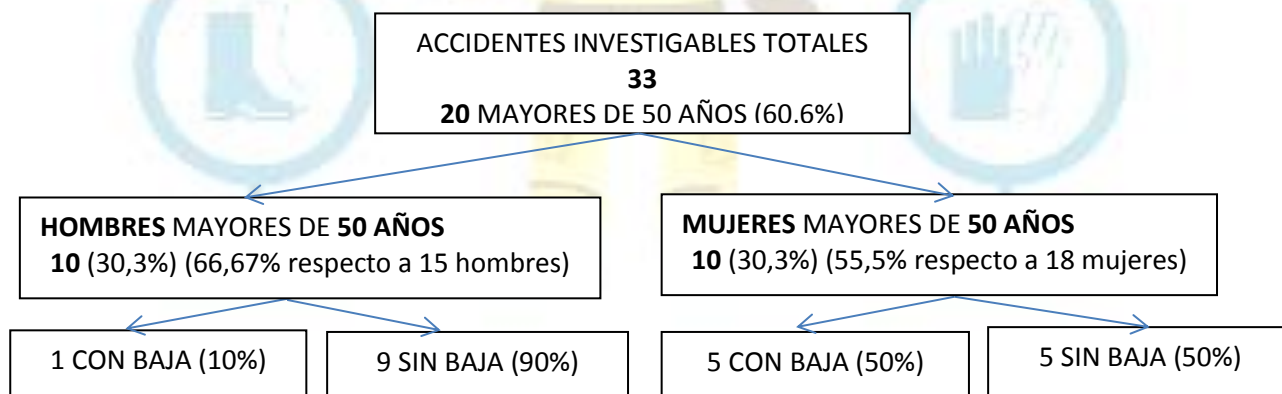 ACCIDENTES INVESTIGABLES TOTALES
33
20 MAYORES DE 50 AÑOS (60.6%)
HOMBRES MAYORES DE 50 AÑOS
10 (30,3%) (66,67% respecto a 15 hombres)
MUJERES MAYORES DE 50 AÑOS
10 (30,3%) (55,5% respecto a 18 mujeres)
1 CON BAJA (10%)
9 SIN BAJA (90%)
5 CON BAJA (50%)
5 SIN BAJA (50%)